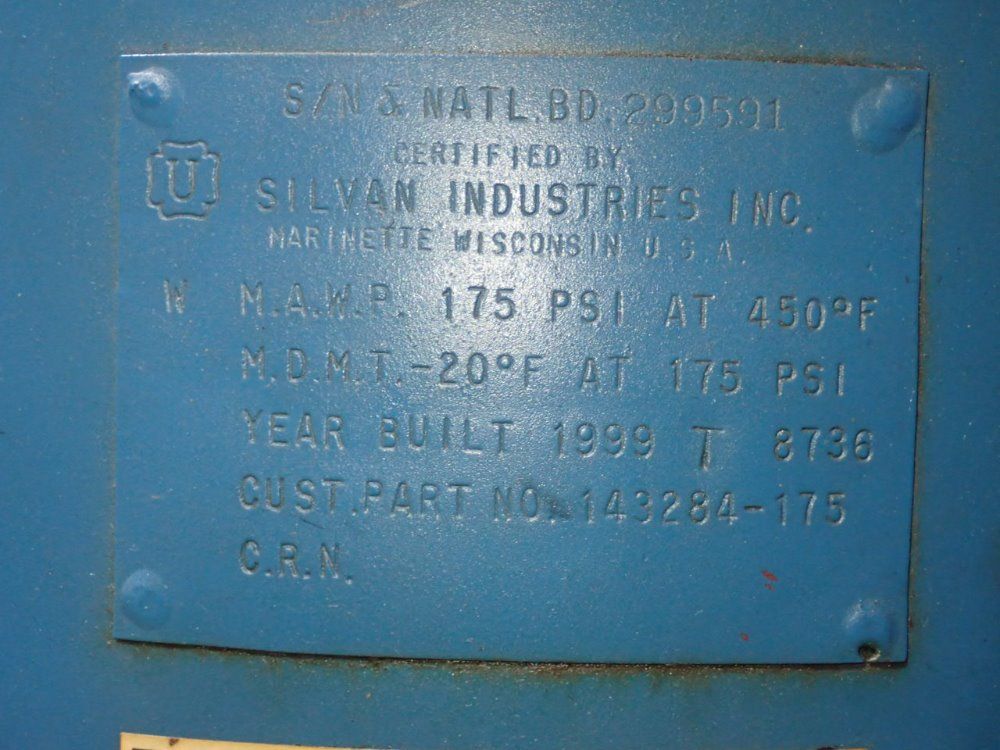 S/N & NATL.BD. 299591
CERTIFIED BY
U
SILVAN INDUSTRIES INC.
MARINETTE WISCONSIN U.S.A.
W M.A.W.P. 175 PSI AT 450°F
M.D.M.T. -20°F AT 175 PSI
YEAR BUILT 1999 T 8736
CUST.PART NO. 143284-175
C.R.N.